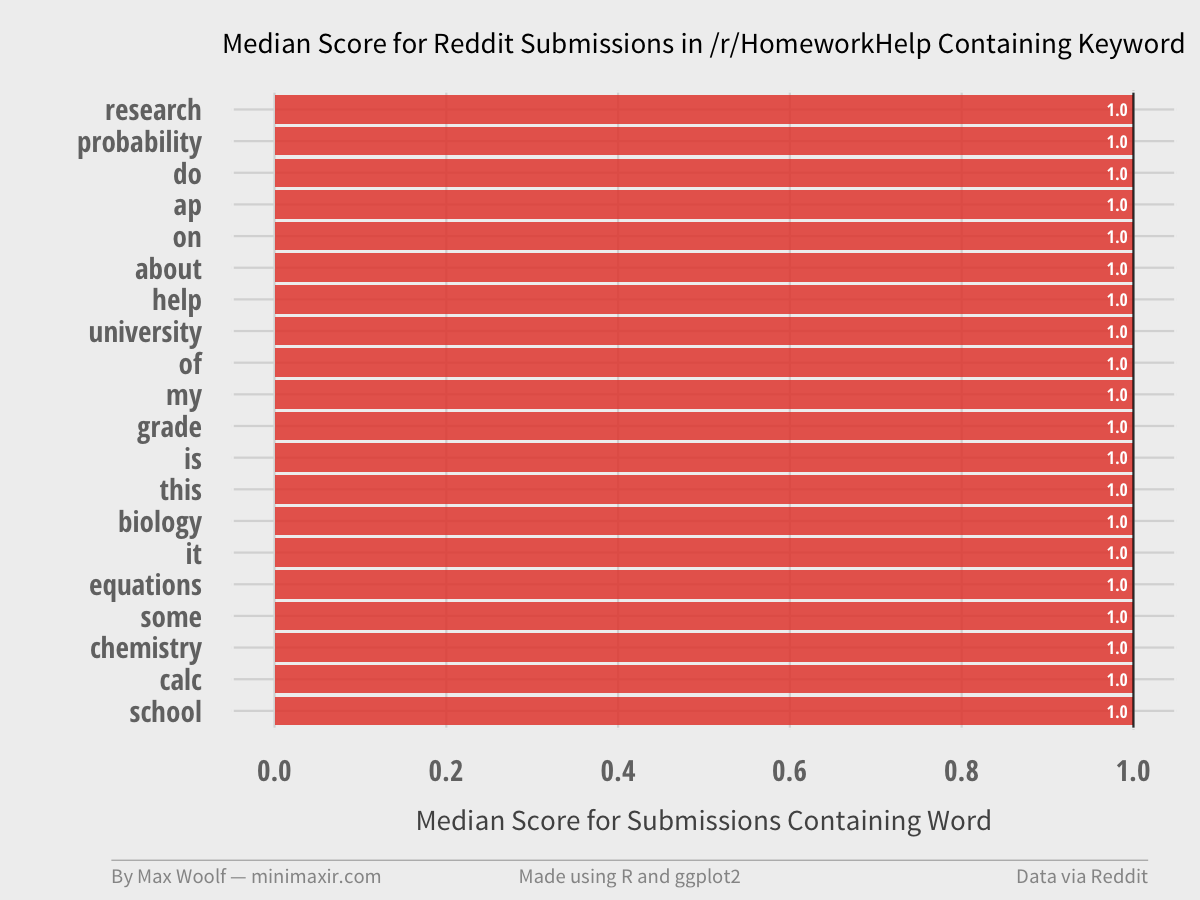 Median Score for Reddit Submissions in /r/HomeworkHelp Containing Keyword
research 1.0
probability 1.0
do 1.0
ap 1.0
on 1.0
about 1.0
help 1.0
university 1.0
of 1.0
my 1.0
grade 1.0
is 1.0
this 1.0
biology 1.0
it 1.0
equations 1.0
some 1.0
chemistry 1.0
calc 1.0
school 1.0
0.0 0.2 0.4 0.6 0.8 1.0
Median Score for Submissions Containing Word
By Max Woolf — minimaxir.com Made using R and ggplot2 Data via Reddit